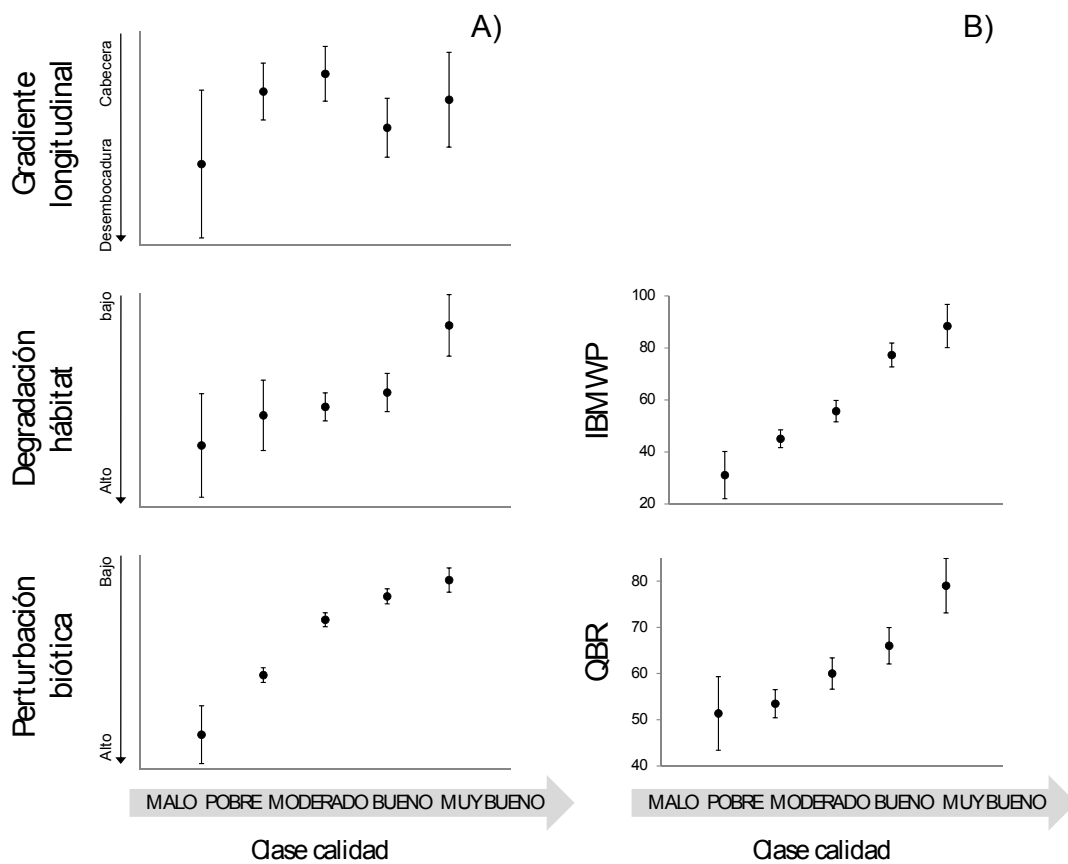 A)
Gradiente
longitudinal
Cabecera
Desembocadura
Degradación
hábitat
bajo
Alto
Perturbación
biótica
Bajo
Alto
MALO POBRE MODERADO BUENO MUY BUENO
Clase calidad
B)
IBMWP
100
80
60
40
20
QBR
80
70
60
50
40
MALO POBRE MODERADO BUENO MUY BUENO
Clase calidad